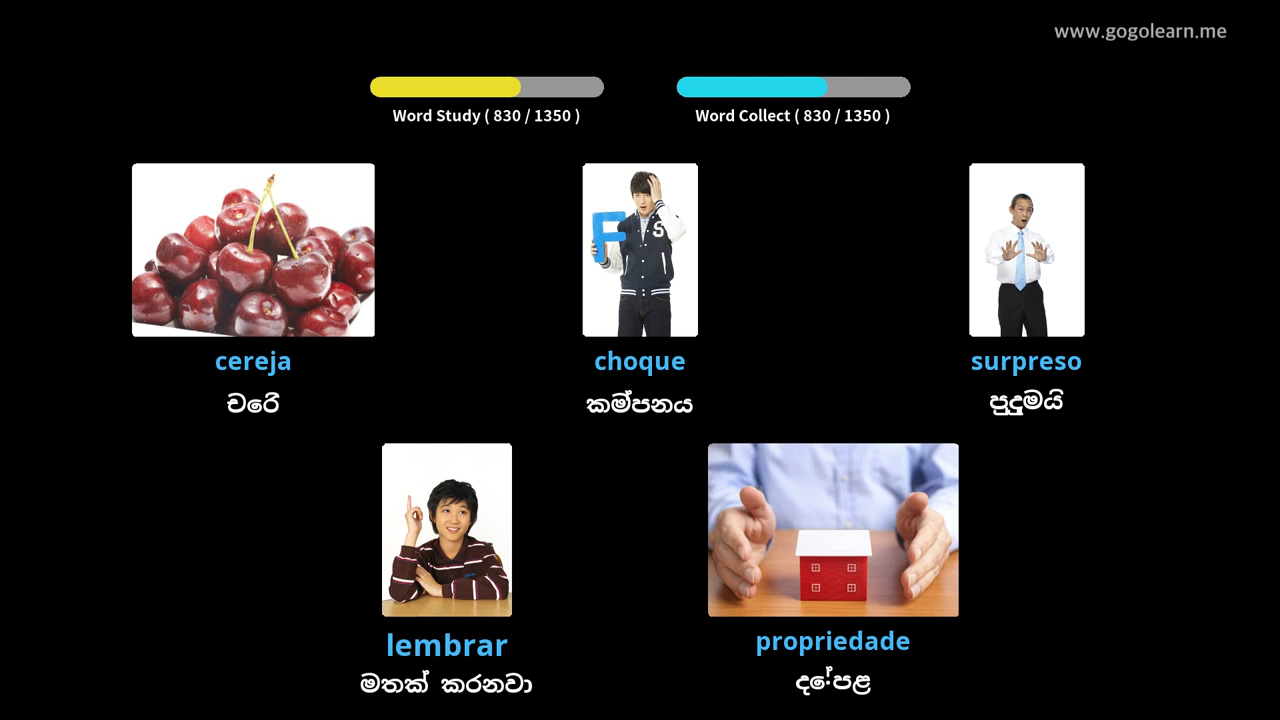 www.gogolearn.me
Word Study ( 830 / 1350 )
Word Collect ( 830 / 1350 )
cereja
චෙරි
choque
කම්පනය
surpreso
පුදුමයි
lembrar
මතක් කරනවා
propriedade
දේපළ